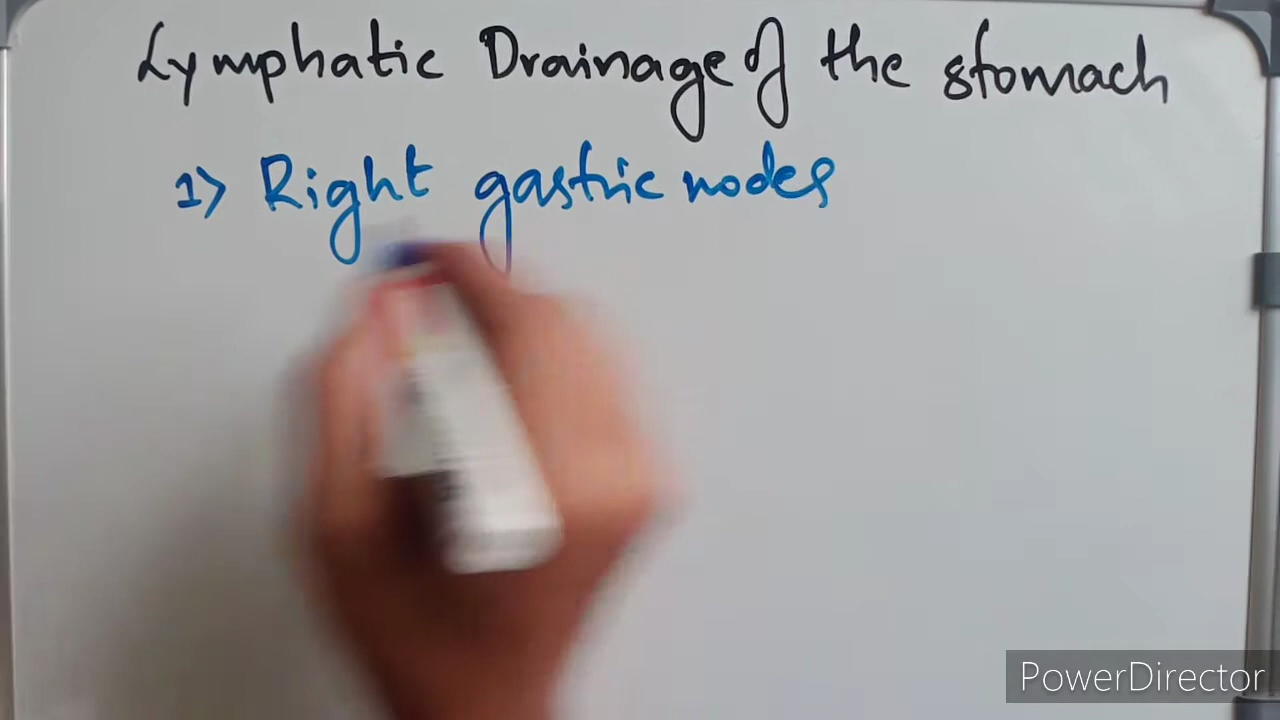 Lymphatic Drainage of the stomach
1) Right gastric nodes
PowerDirector